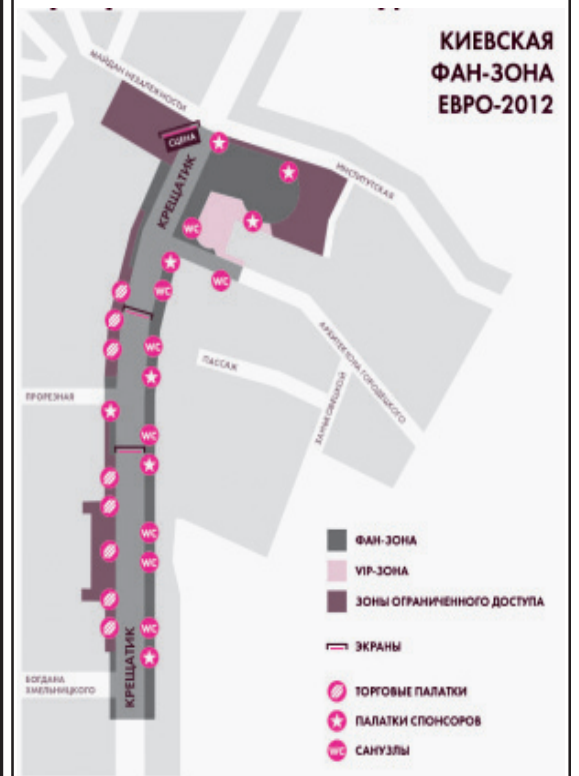 КИЕВСКАЯ
ФАН-ЗОНА
ЕВРО-2012
МАЙДАН НЕЗАЛЕЖНОСТИ
СЦЕНА
ИНСТИТУТСКАЯ
КРЕЩАТИК
WC
WC
WC
АРХИТЕКТОРА ГОРОДЕЦКОГО
WC
ПАССАЖ
ЗАНЬКОВЕЦКОЙ
ПРОРЕЗНАЯ
WC
WC
WC
WC
КРЕЩАТИК
БОГДАНА
ХМЕЛЬНИЦКОГО
ФАН-ЗОНА
VIP-ЗОНА
ЗОНЫ ОГРАНИЧЕННОГО ДОСТУПА
ЭКРАНЫ
ТОРГОВЫЕ ПАЛАТКИ
ПАЛАТКИ СПОНСОРОВ
WC САНУЗЛЫ